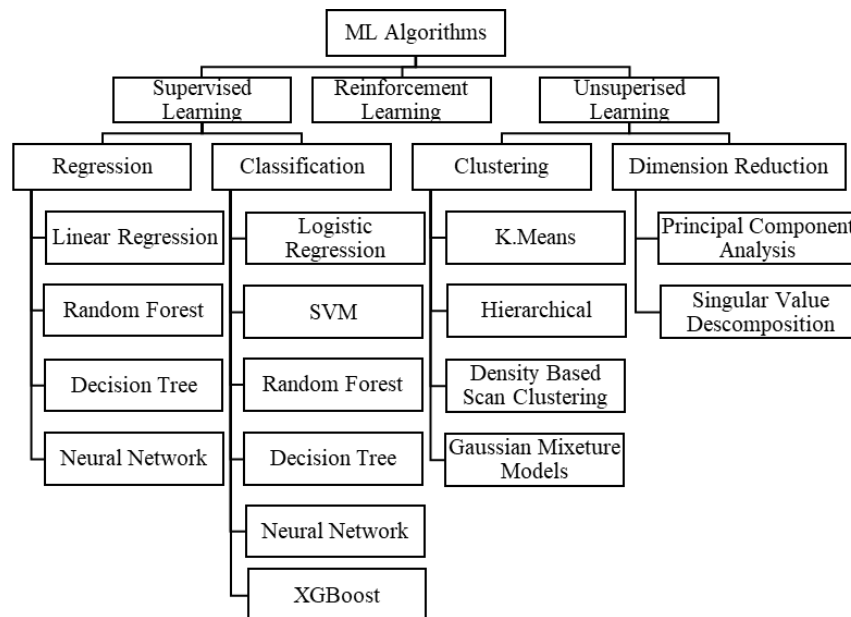 ML Algorithms
Supervised
Learning
Reinforcement
Learning
Unsuperised
Learning
Regression
Classification
Clustering
Dimension Reduction
Linear Regression
Random Forest
Decision Tree
Neural Network
Logistic
Regression
SVM
Random Forest
Decision Tree
Neural Network
XGBoost
K.Means
Hierarchical
Density Based
Scan Clustering
Gaussian Mixeture
Models
Principal Component
Analysis
Singular Value
Descomposition